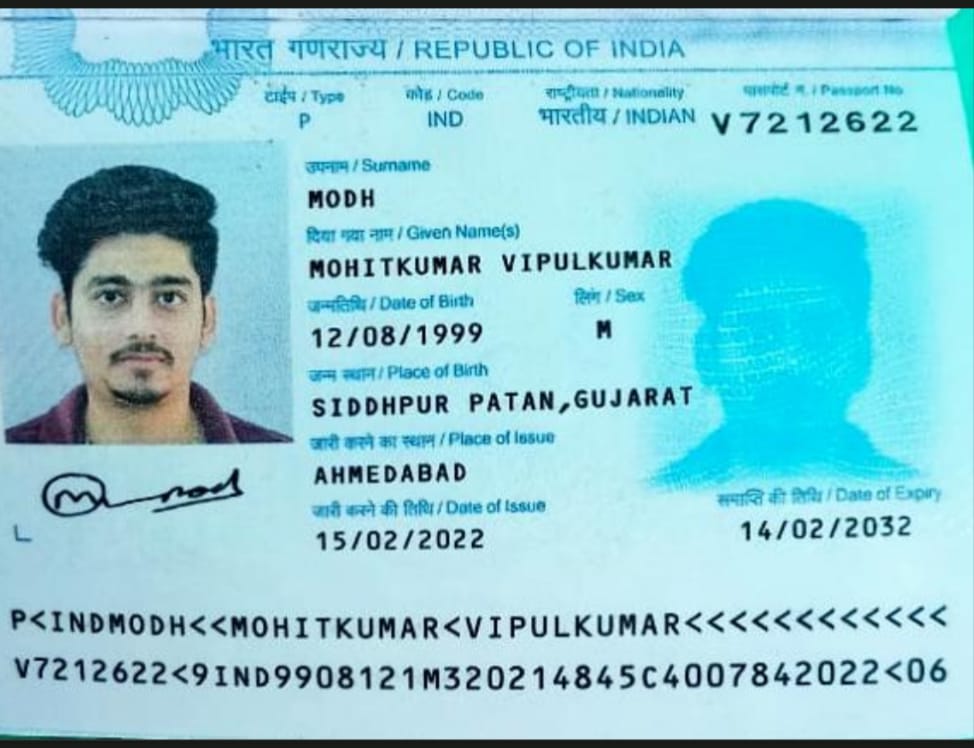 भारत गणराज्य / REPUBLIC OF INDIA
टाईप / Type कोड / Code राष्ट्रीयता / Nationality पासपोर्ट न. / Passport No
P IND भारतीय / INDIAN V7212622
उपनाम / Surname
MODH
दिया गया नाम / Given Name(s)
MOHITKUMAR VIPULKUMAR
जन्मतिथि / Date of Birth लिंग / Sex
12/08/1999 M
जन्म स्थान / Place of Birth
SIDDHPUR PATAN,GUJARAT
जारी करने का स्थान / Place of Issue
AHMEDABAD
जारी करने की तिथि / Date of Issue समाप्ति की तिथि / Date of Expiry
15/02/2022 14/02/2032
P<INDMODH<<MOHITKUMAR<VIPULKUMAR<<<<<<<<<<<<
V7212622<9IND9908121M320214845C4007842022<06